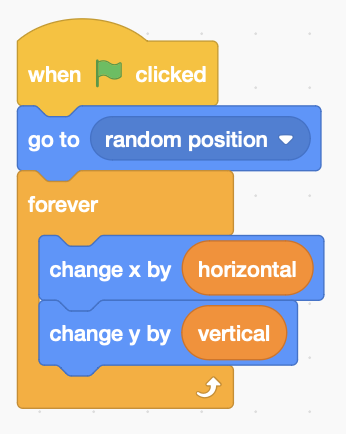 when clicked
go to random position
forever
change x by horizontal
change y by vertical